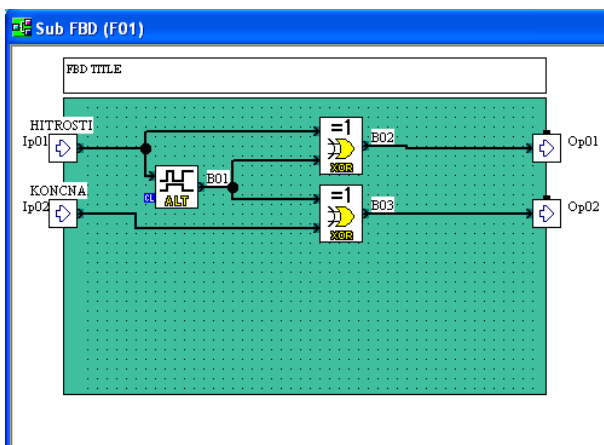 Sub FBD (F01)
FBD TITLE
HITROSTI
Ip01
=1
XOR
B02
Op01
B01
CL
ALT
KONCNA
Ip02
=1
XOR
B03
Op02